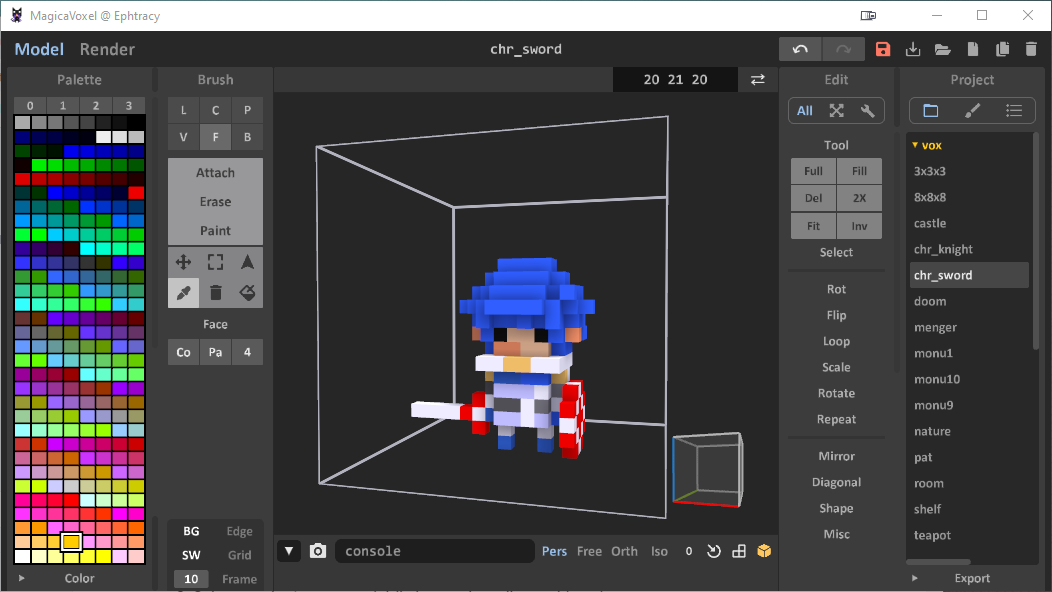 MagicaVoxel @ Ephtracy
Model Render
chr_sword
Palette
0 1 2 3
Color
Brush
L C P
V F B
Attach
Erase
Paint
Face
Co Pa 4
BG Edge
SW Grid
10 Frame
20 21 20
console
Pers Free Orth Iso 0
Edit
All
Tool
Full Fill
Del 2X
Fit Inv
Select
Rot
Flip
Loop
Scale
Rotate
Repeat
Mirror
Diagonal
Shape
Misc
Project
vox
3x3x3
8x8x8
castle
chr_knight
chr_sword
doom
menger
monu1
monu10
monu9
nature
pat
room
shelf
teapot
Export